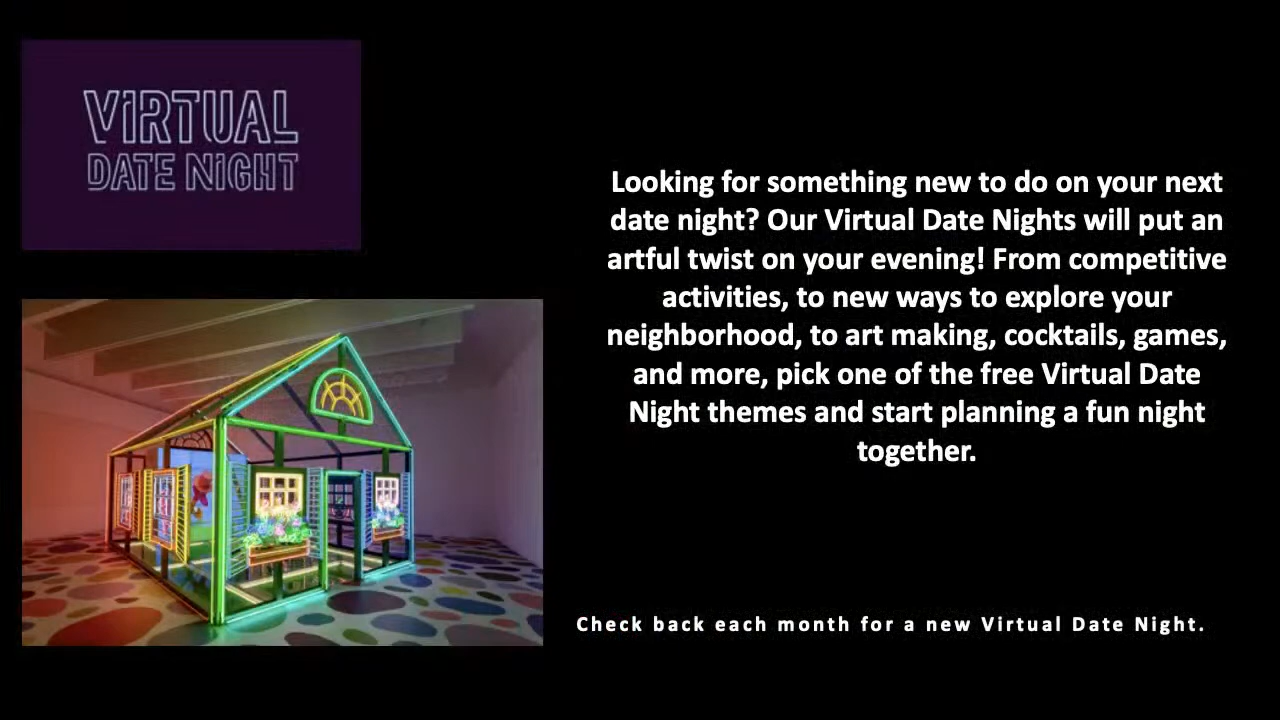 VIRTUAL
DATE NIGHT
Looking for something new to do on your next
date night? Our Virtual Date Nights will put an
artful twist on your evening! From competitive
activities, to new ways to explore your
neighborhood, to art making, cocktails, games,
and more, pick one of the free Virtual Date
Night themes and start planning a fun night
together.
Check back each month for a new Virtual Date Night.